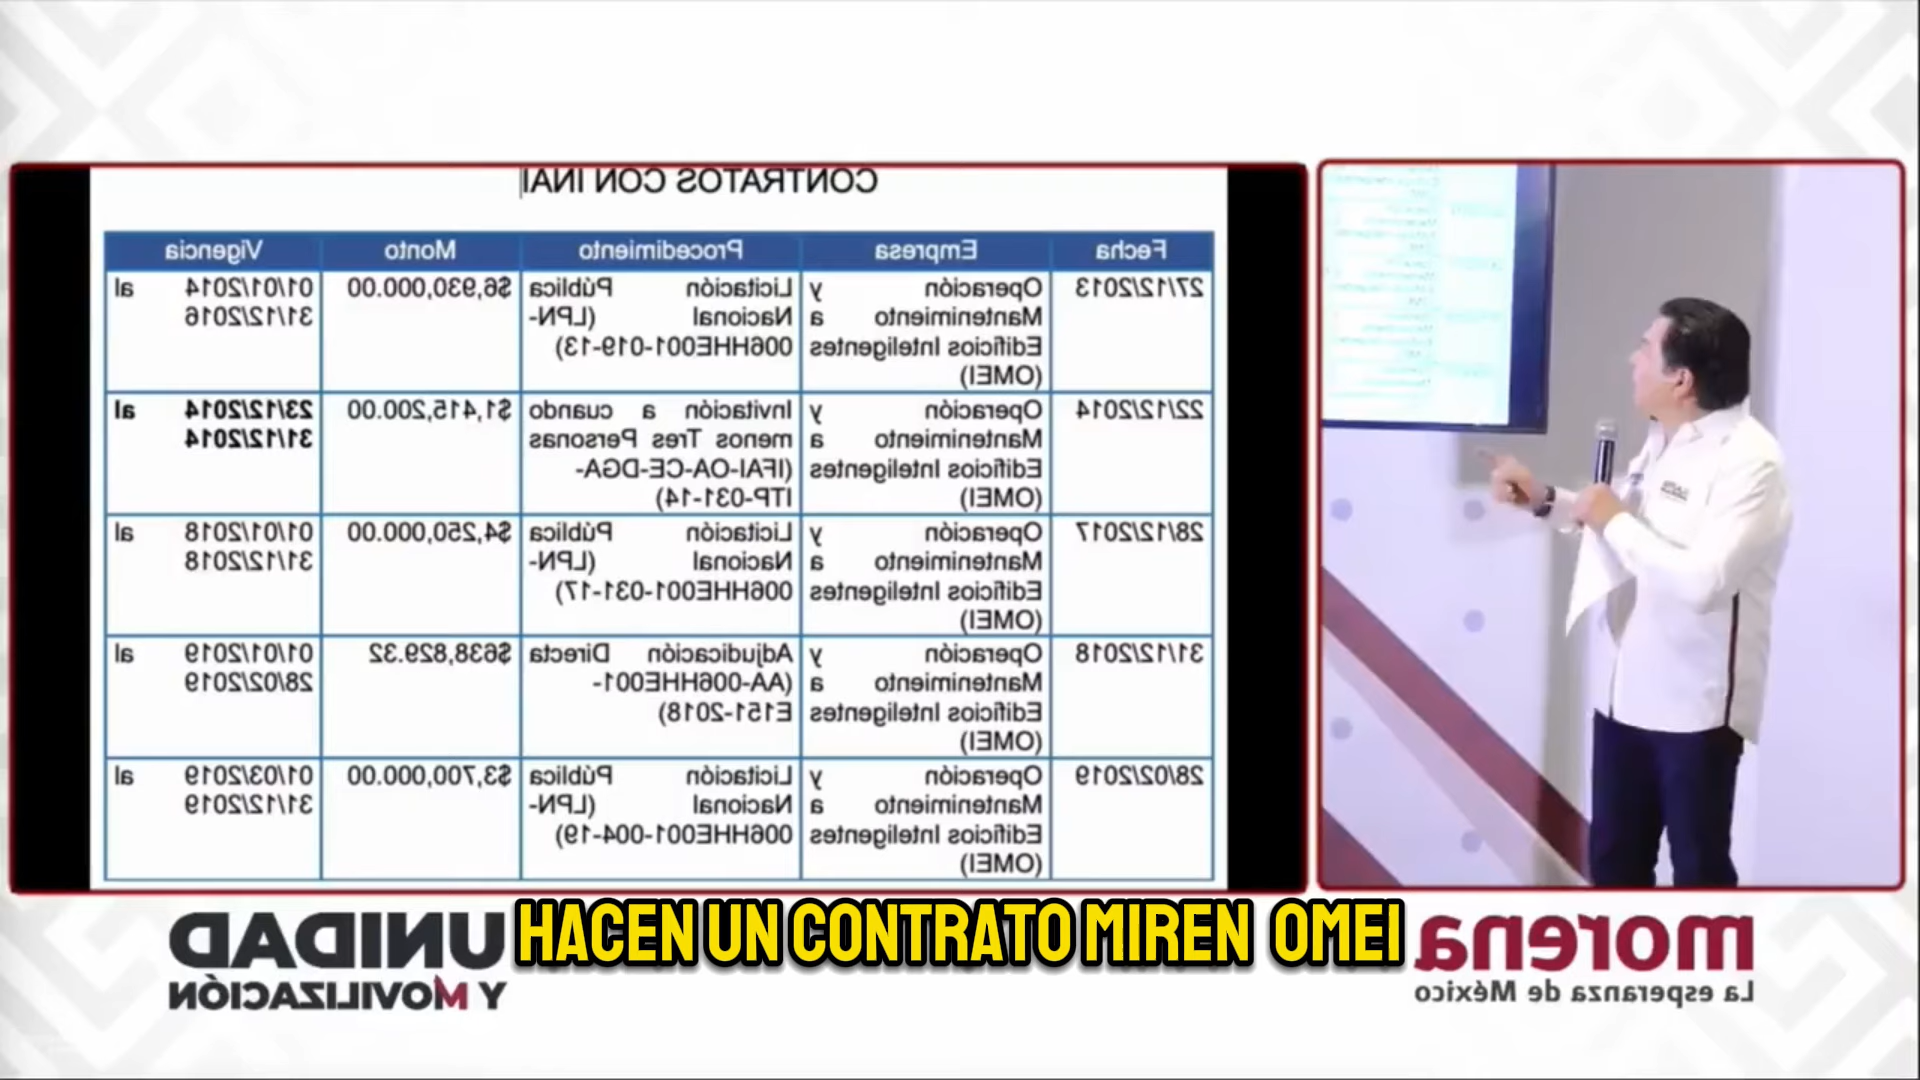 CONTRATOS CON INAI
Fecha Empresa Procedimiento Monto Vigencia
27/12/2013
Operación y
Mantenimiento a
Edificios Inteligentes
(OMEI)
Licitación Pública
Nacional (LPN-
006HHE001-019-13)
$6,930,000.00
01/01/2014 al
31/12/2016
22/12/2014
Operación y
Mantenimiento a
Edificios Inteligentes
(OMEI)
Invitación a cuando
menos Tres Personas
(IFAI-OA-CE-DGA-
ITP-031-14)
$1,415,200.00
23/12/2014 al
31/12/2014
28/12/2017
Operación y
Mantenimiento a
Edificios Inteligentes
(OMEI)
Licitación Pública
Nacional (LPN-
006HHE001-031-17)
$4,250,000.00
01/01/2018 al
31/12/2018
31/12/2018
Operación y
Mantenimiento a
Edificios Inteligentes
(OMEI)
Adjudicación Directa
(AA-006HHE001-
E151-2018)
$638,829.32
01/01/2019 al
28/02/2019
28/02/2019
Operación y
Mantenimiento a
Edificios Inteligentes
(OMEI)
Licitación Pública
Nacional (LPN-
006HHE001-004-19)
$3,700,000.00
01/03/2019 al
31/12/2019
HACEN UN CONTRATO MIREN OMEI
morena
La esperanza de México
UNIDAD
Y MOVILIZACIÓN